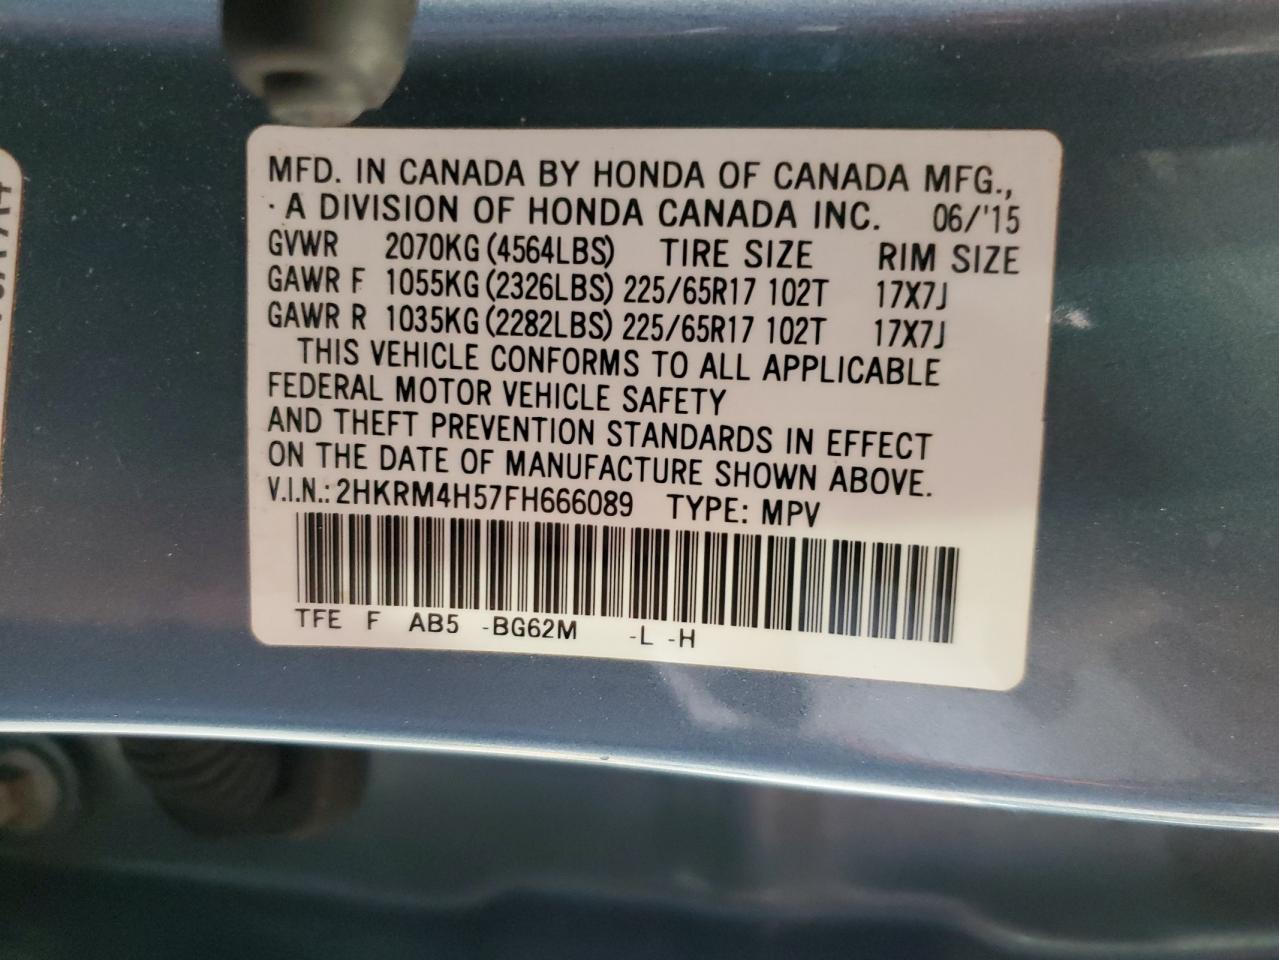 MFD. IN CANADA BY HONDA OF CANADA MFG.,
· A DIVISION OF HONDA CANADA INC. 06/'15
GVWR 2070KG (4564LBS) TIRE SIZE RIM SIZE
GAWR F 1055KG (2326LBS) 225/65R17 102T 17X7J
GAWR R 1035KG (2282LBS) 225/65R17 102T 17X7J
THIS VEHICLE CONFORMS TO ALL APPLICABLE
FEDERAL MOTOR VEHICLE SAFETY
AND THEFT PREVENTION STANDARDS IN EFFECT
ON THE DATE OF MANUFACTURE SHOWN ABOVE.
V.I.N.: 2HKRM4H57FH666089 TYPE: MPV
TFE F AB5 -BG62M -L -H